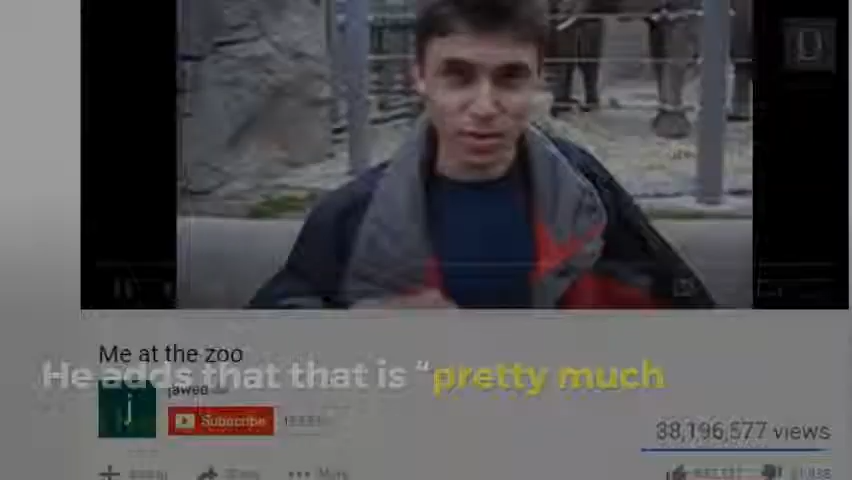 Me at the zoo
He adds that that is “pretty much
jawed
j
Subscribe
38,196,577 views
More